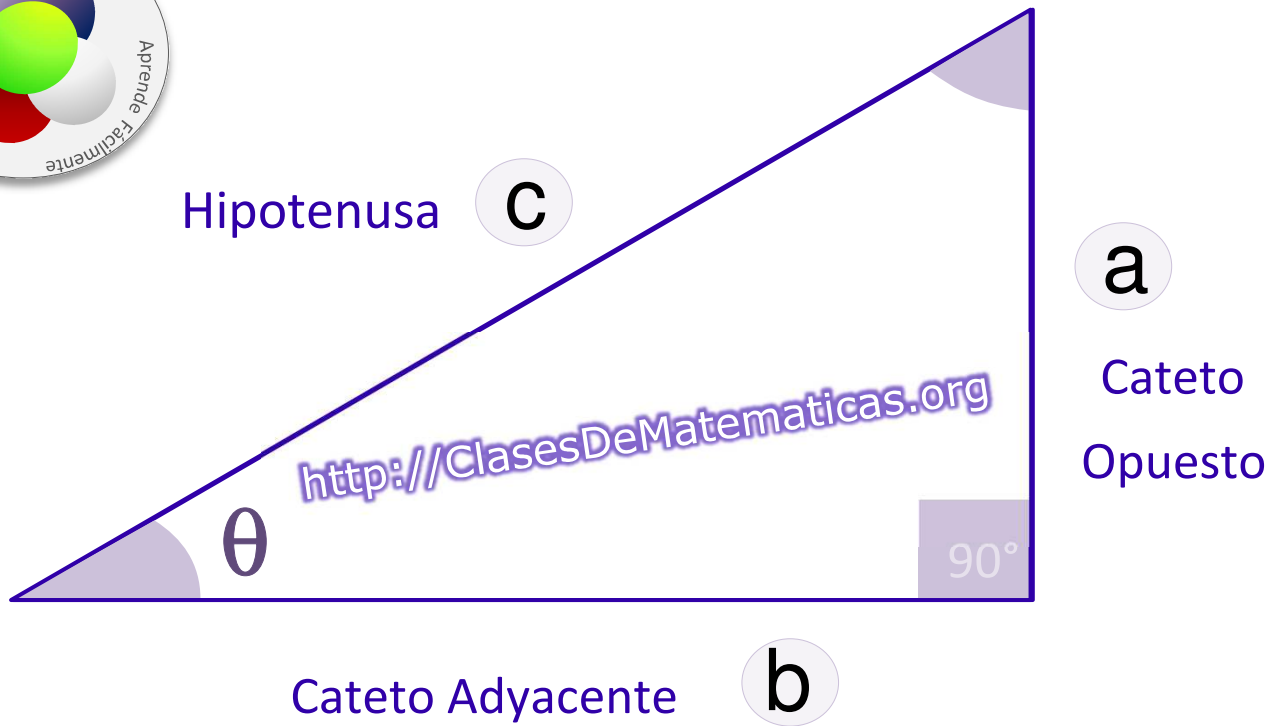 Aprende Fácilmente
Hipotenusa
c
a
Cateto
Opuesto
http://ClasesDeMatematicas.org
θ
90°
Cateto Adyacente
b